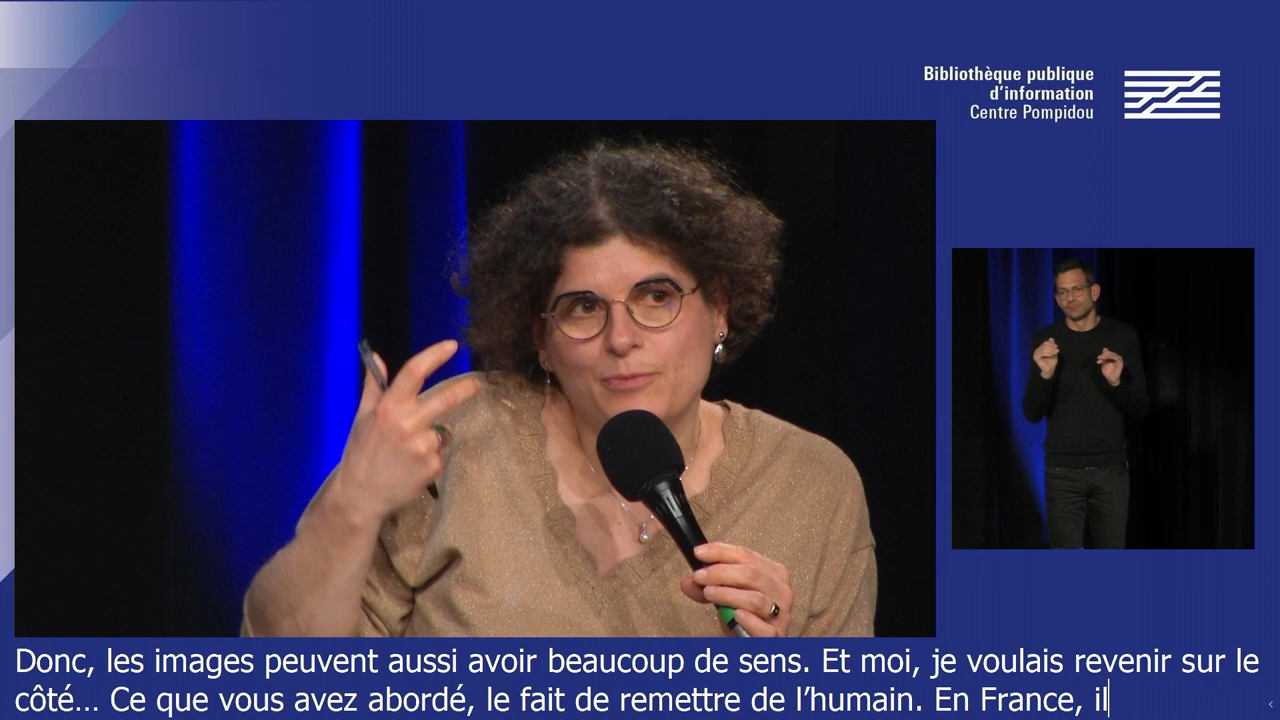 Bibliothèque publique
d’information
Centre Pompidou
Donc, les images peuvent aussi avoir beaucoup de sens. Et moi, je voulais revenir sur le
côté… Ce que vous avez abordé, le fait de remettre de l’humain. En France, il